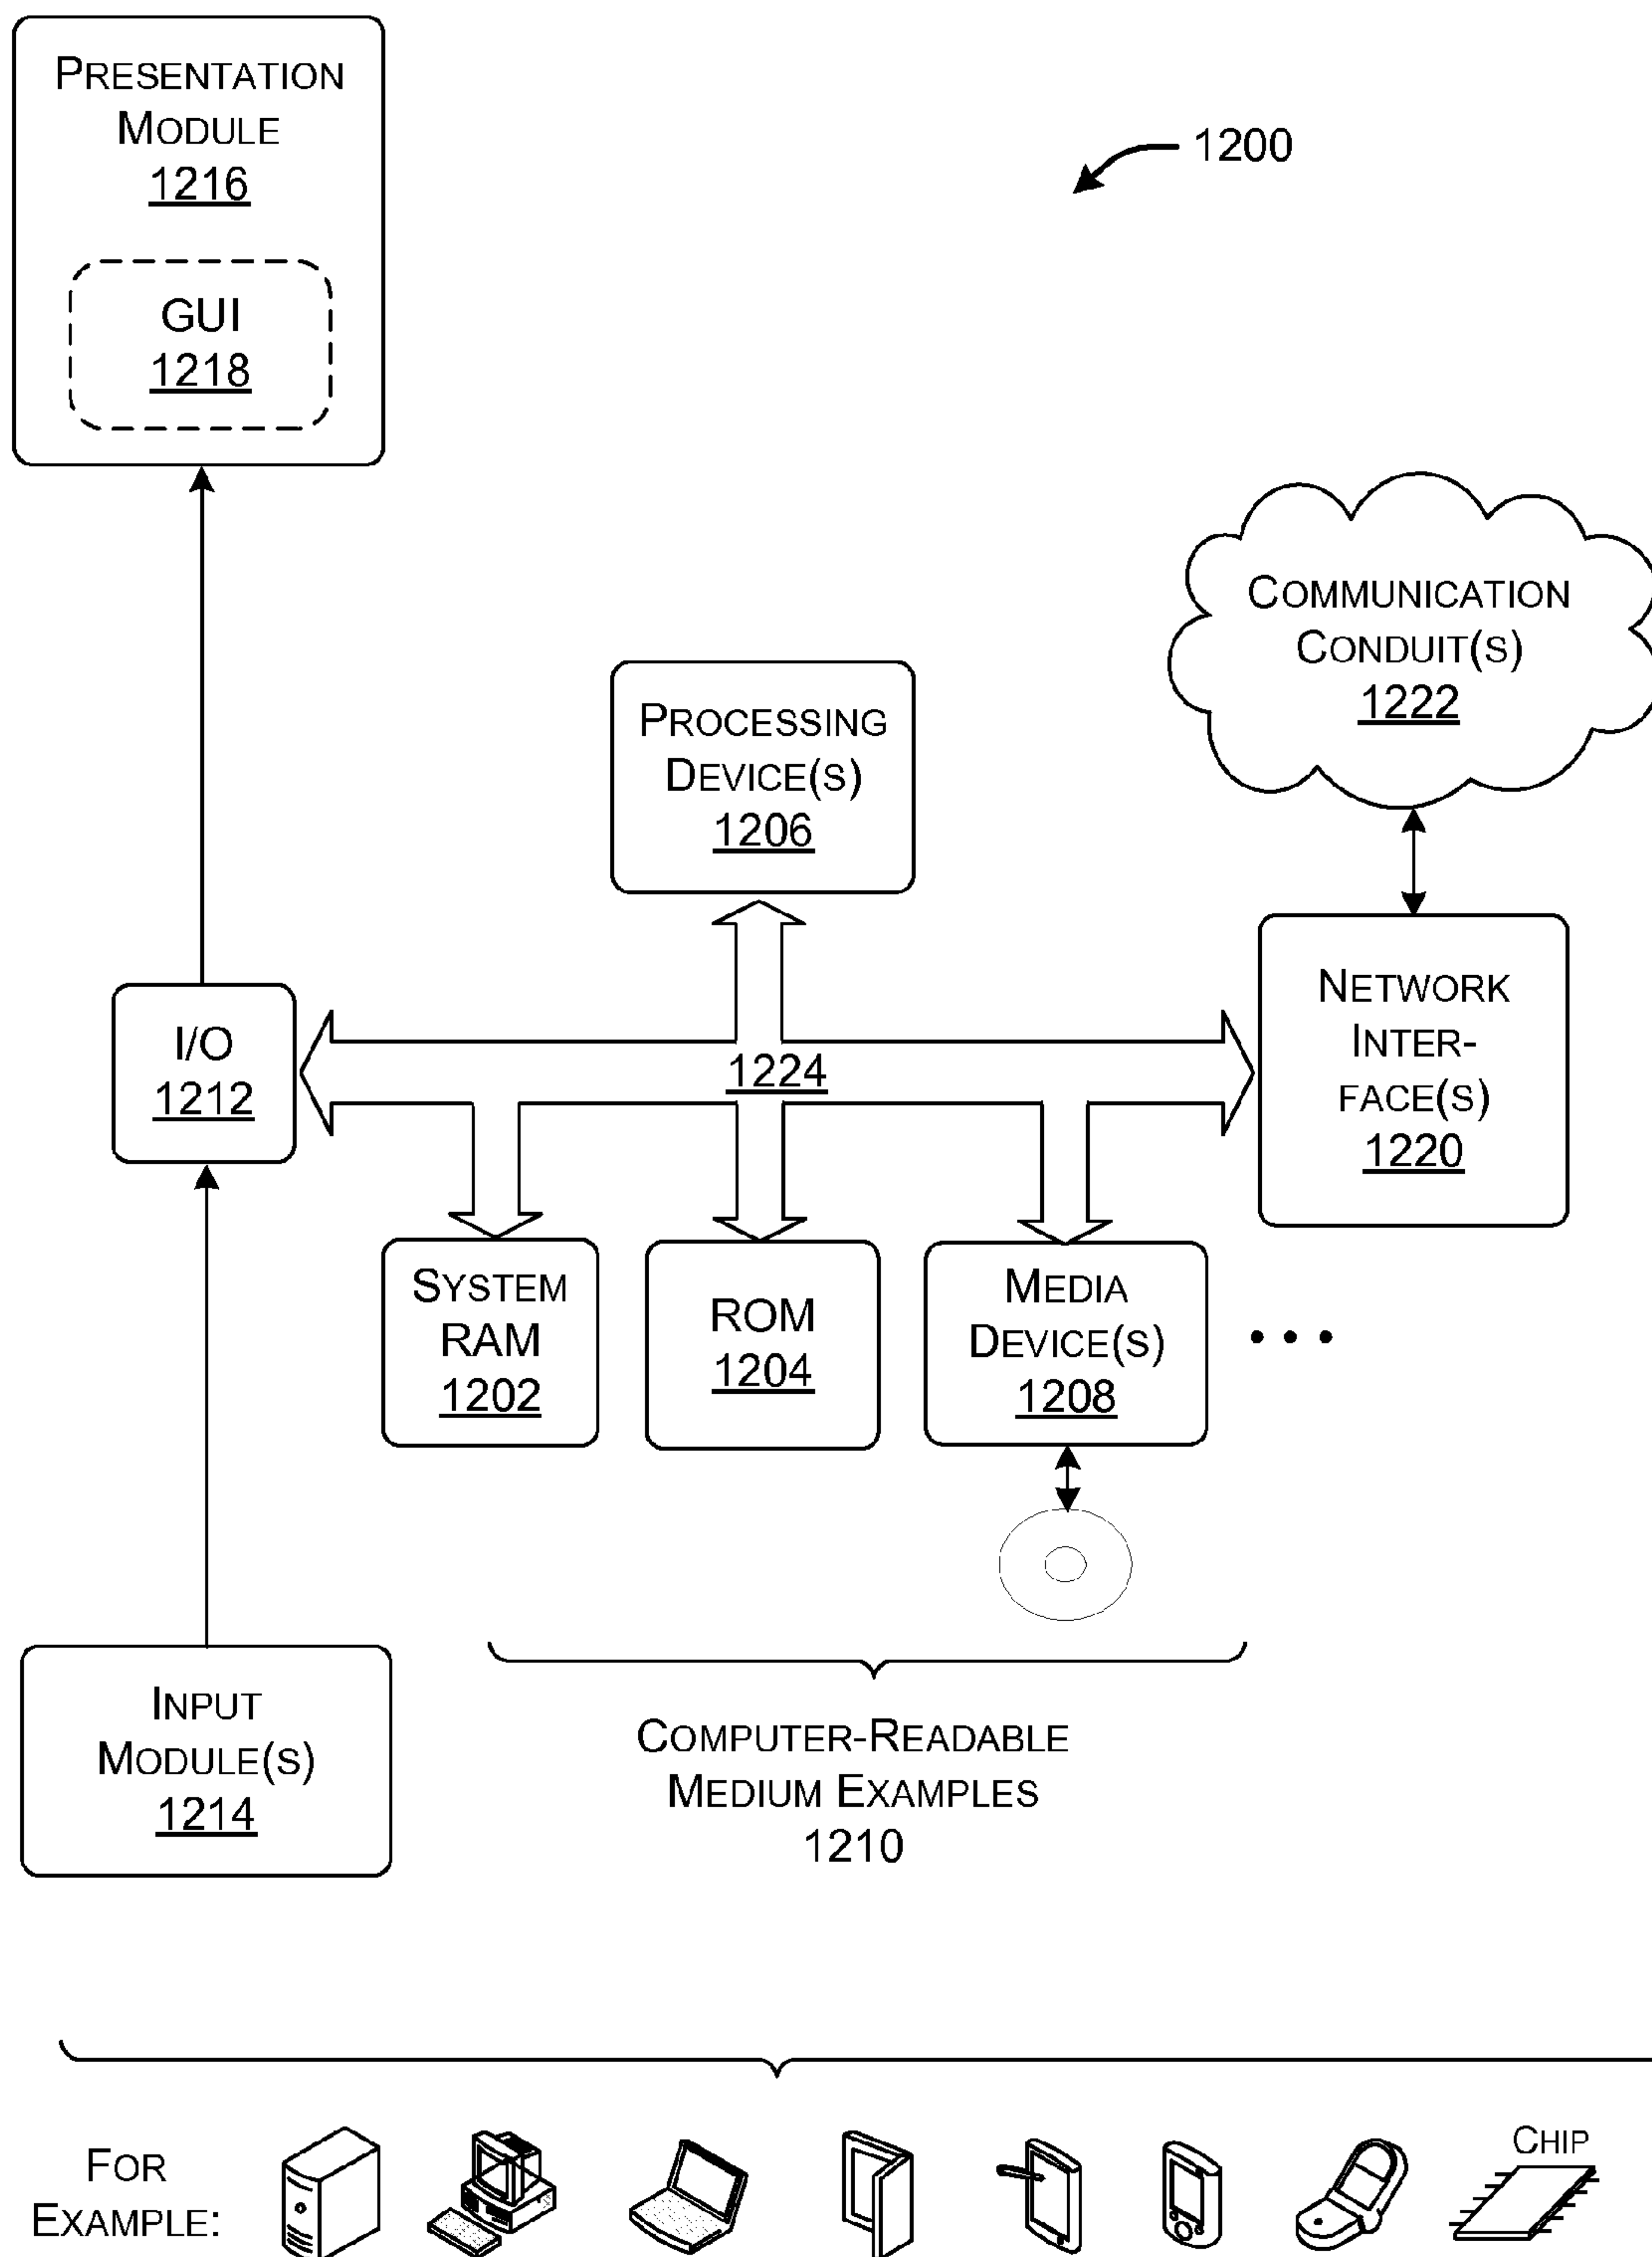 PRESENTATION
MODULE
1216
GUI
1218
1200
COMMUNICATION
CONDUIT(S)
1222
PROCESSING
DEVICE(S)
1206
NETWORK
INTER-
FACE(S)
1220
I/O
1212
1224
SYSTEM
RAM
1202
ROM
1204
MEDIA
DEVICE(S)
1208
• • •
INPUT
MODULE(S)
1214
COMPUTER-READABLE
MEDIUM EXAMPLES
1210
FOR
EXAMPLE:
CHIP